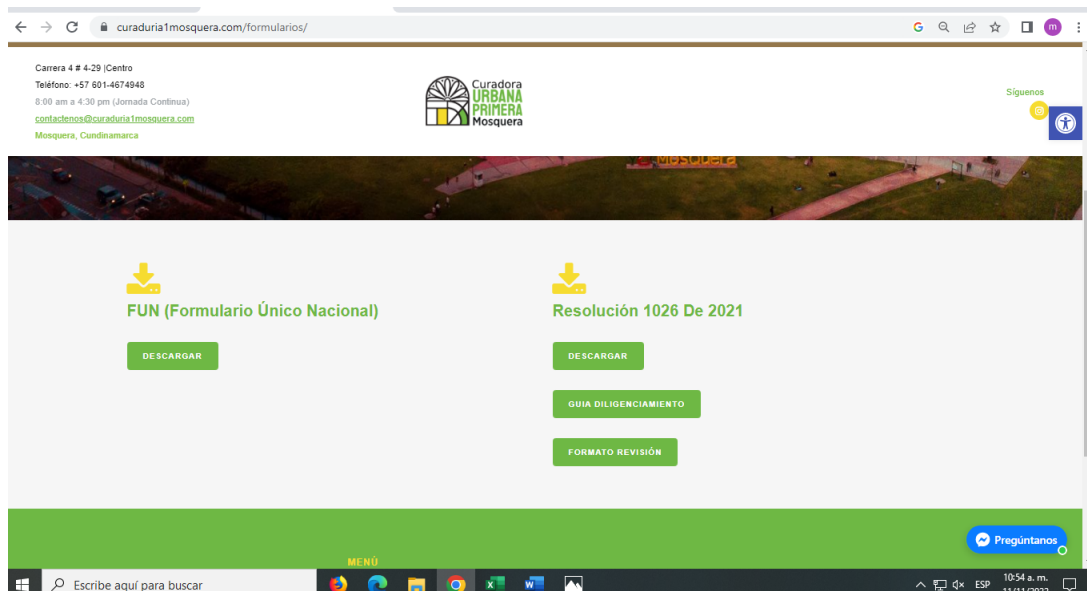 curaduria1mosquera.com/formularios/
G
m
Carrera 4 # 4-29 |Centro
Teléfono: +57 601-4674948
8:00 am a 4:30 pm (Jornada Continua)
contactenos@curaduria1mosquera.com
Mosquera, Cundinamarca
Curadora
URBANA
PRIMERA
Mosquera
Síguenos
Mosquera
FUN (Formulario Único Nacional)
DESCARGAR
Resolución 1026 De 2021
DESCARGAR
GUIA DILIGENCIAMIENTO
FORMATO REVISIÓN
MENÚ
Pregúntanos
Escribe aquí para buscar
ESP
10:54 a. m.